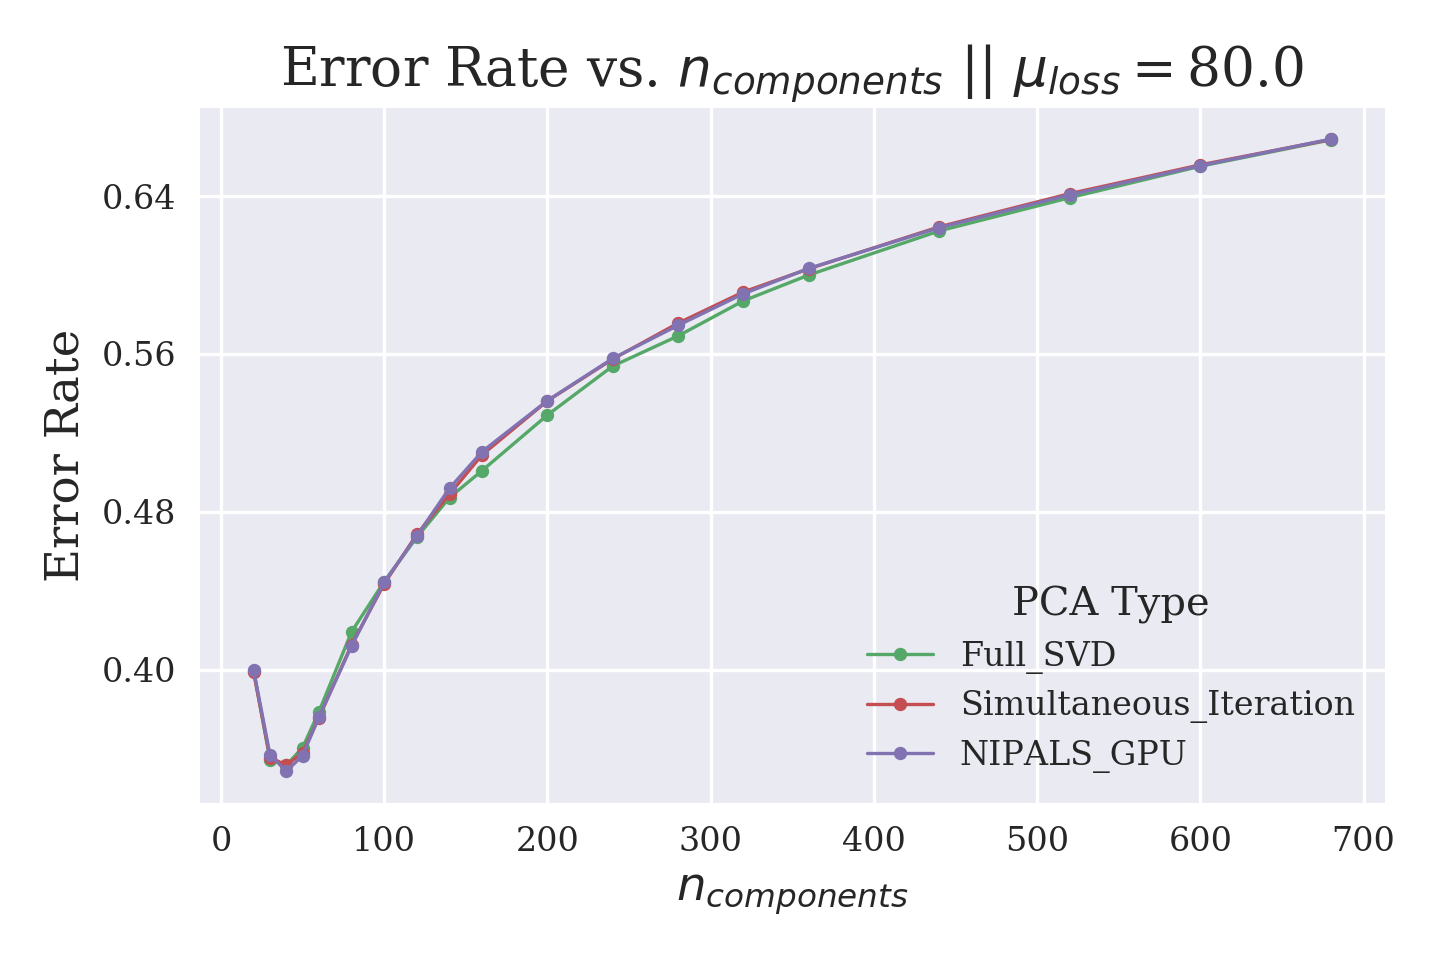 Error Rate vs. n_components || μ_loss = 80.0
Error Rate
0.64
0.56
0.48
0.40
0 100 200 300 400 500 600 700
n_components
PCA Type
Full_SVD
Simultaneous_Iteration
NIPALS_GPU